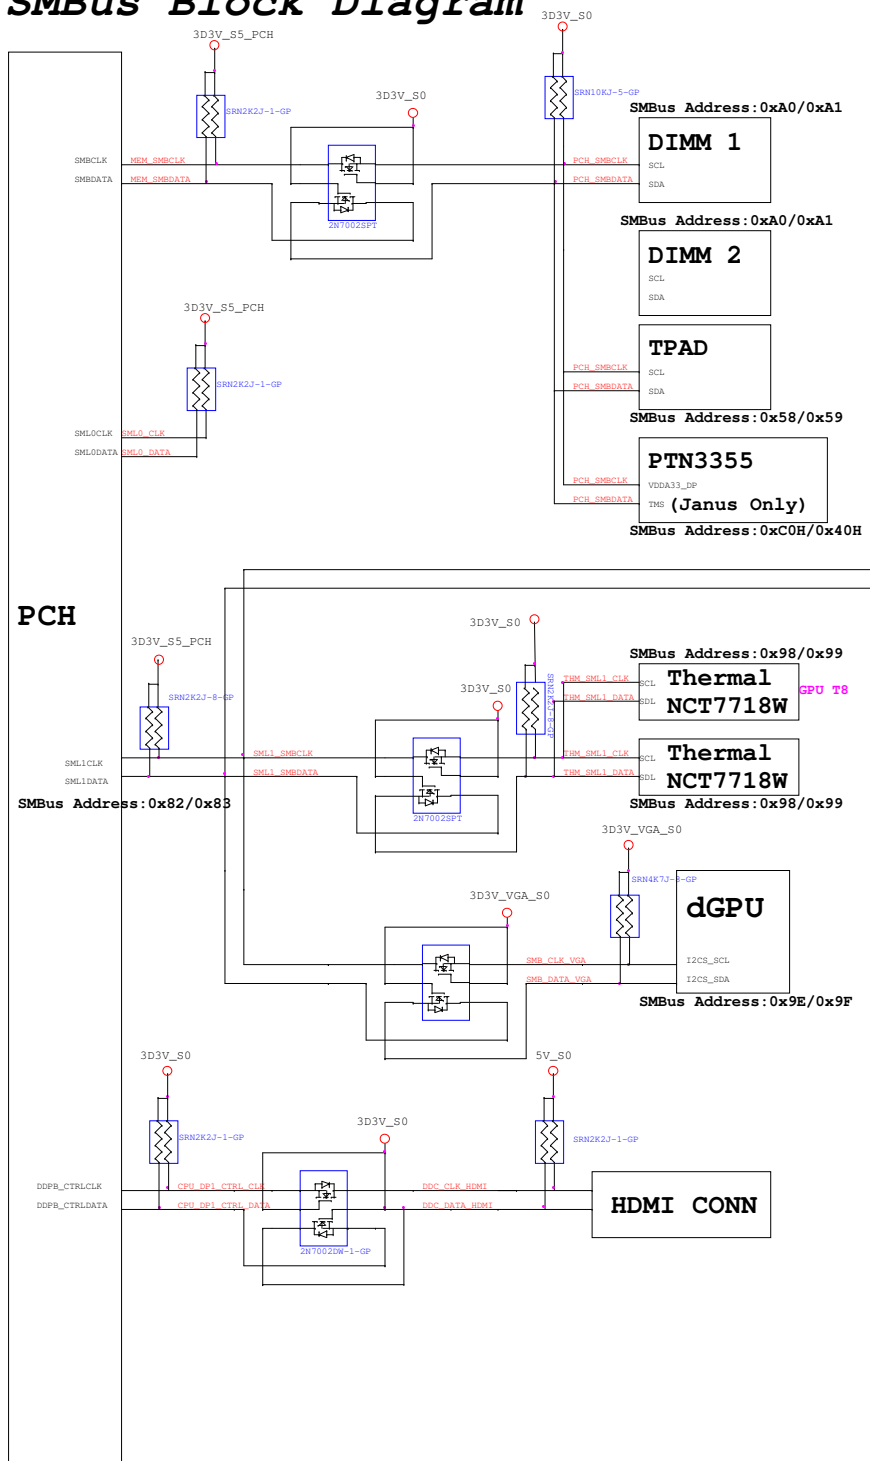 SMBus Block Diagram
3D3V_S0
3D3V_S5_PCH
SRN2K2J-1-GP
3D3V_S0
SRN10KJ-5-GP
SMBus Address:0xA0/0xA1
DIMM 1
SMBCLK
MEM_SMBCLK
PCH_SMBCLK
SCL
SMBDATA
MEM_SMBDATA
PCH_SMBDATA
SDA
2N7002SPT
SMBus Address:0xA0/0xA1
DIMM 2
SCL
SDA
3D3V_S5_PCH
SRN2K2J-1-GP
TPAD
PCH_SMBCLK
SCL
PCH_SMBDATA
SDA
SMBus Address:0x58/0x59
SML0CLK
SML0_CLK
SML0DATA
SML0_DATA
PTN3355
PCH_SMBCLK
VDDA33_DP
PCH_SMBDATA
TMS (Janus Only)
SMBus Address:0xC0H/0x40H
PCH
3D3V_S0
3D3V_S5_PCH
SRN2K2J-8-GP
3D3V_S0
SRN2K2J-8-GP
SMBus Address:0x98/0x99
THM_SML1_CLK
SCL
Thermal
THM_SML1_DATA
SDL
NCT7718W
GPU T8
SML1CLK
SML1_SMBCLK
THM_SML1_CLK
SCL
Thermal
SML1DATA
SML1_SMBDATA
THM_SML1_DATA
SDL
NCT7718W
SMBus Address:0x82/0x83
2N7002SPT
SMBus Address:0x98/0x99
3D3V_VGA_S0
SRN4K7J-8-GP
3D3V_VGA_S0
dGPU
SMB_CLK_VGA
I2CS_SCL
SMB_DATA_VGA
I2CS_SDA
SMBus Address:0x9E/0x9F
3D3V_S0
5V_S0
3D3V_S0
SRN2K2J-1-GP
SRN2K2J-1-GP
DDPB_CTRLCLK
CPU_DP1_CTRL_CLK
DDC_CLK_HDMI
DDPB_CTRLDATA
CPU_DP1_CTRL_DATA
DDC_DATA_HDMI
HDMI CONN
2N7002DW-1-GP